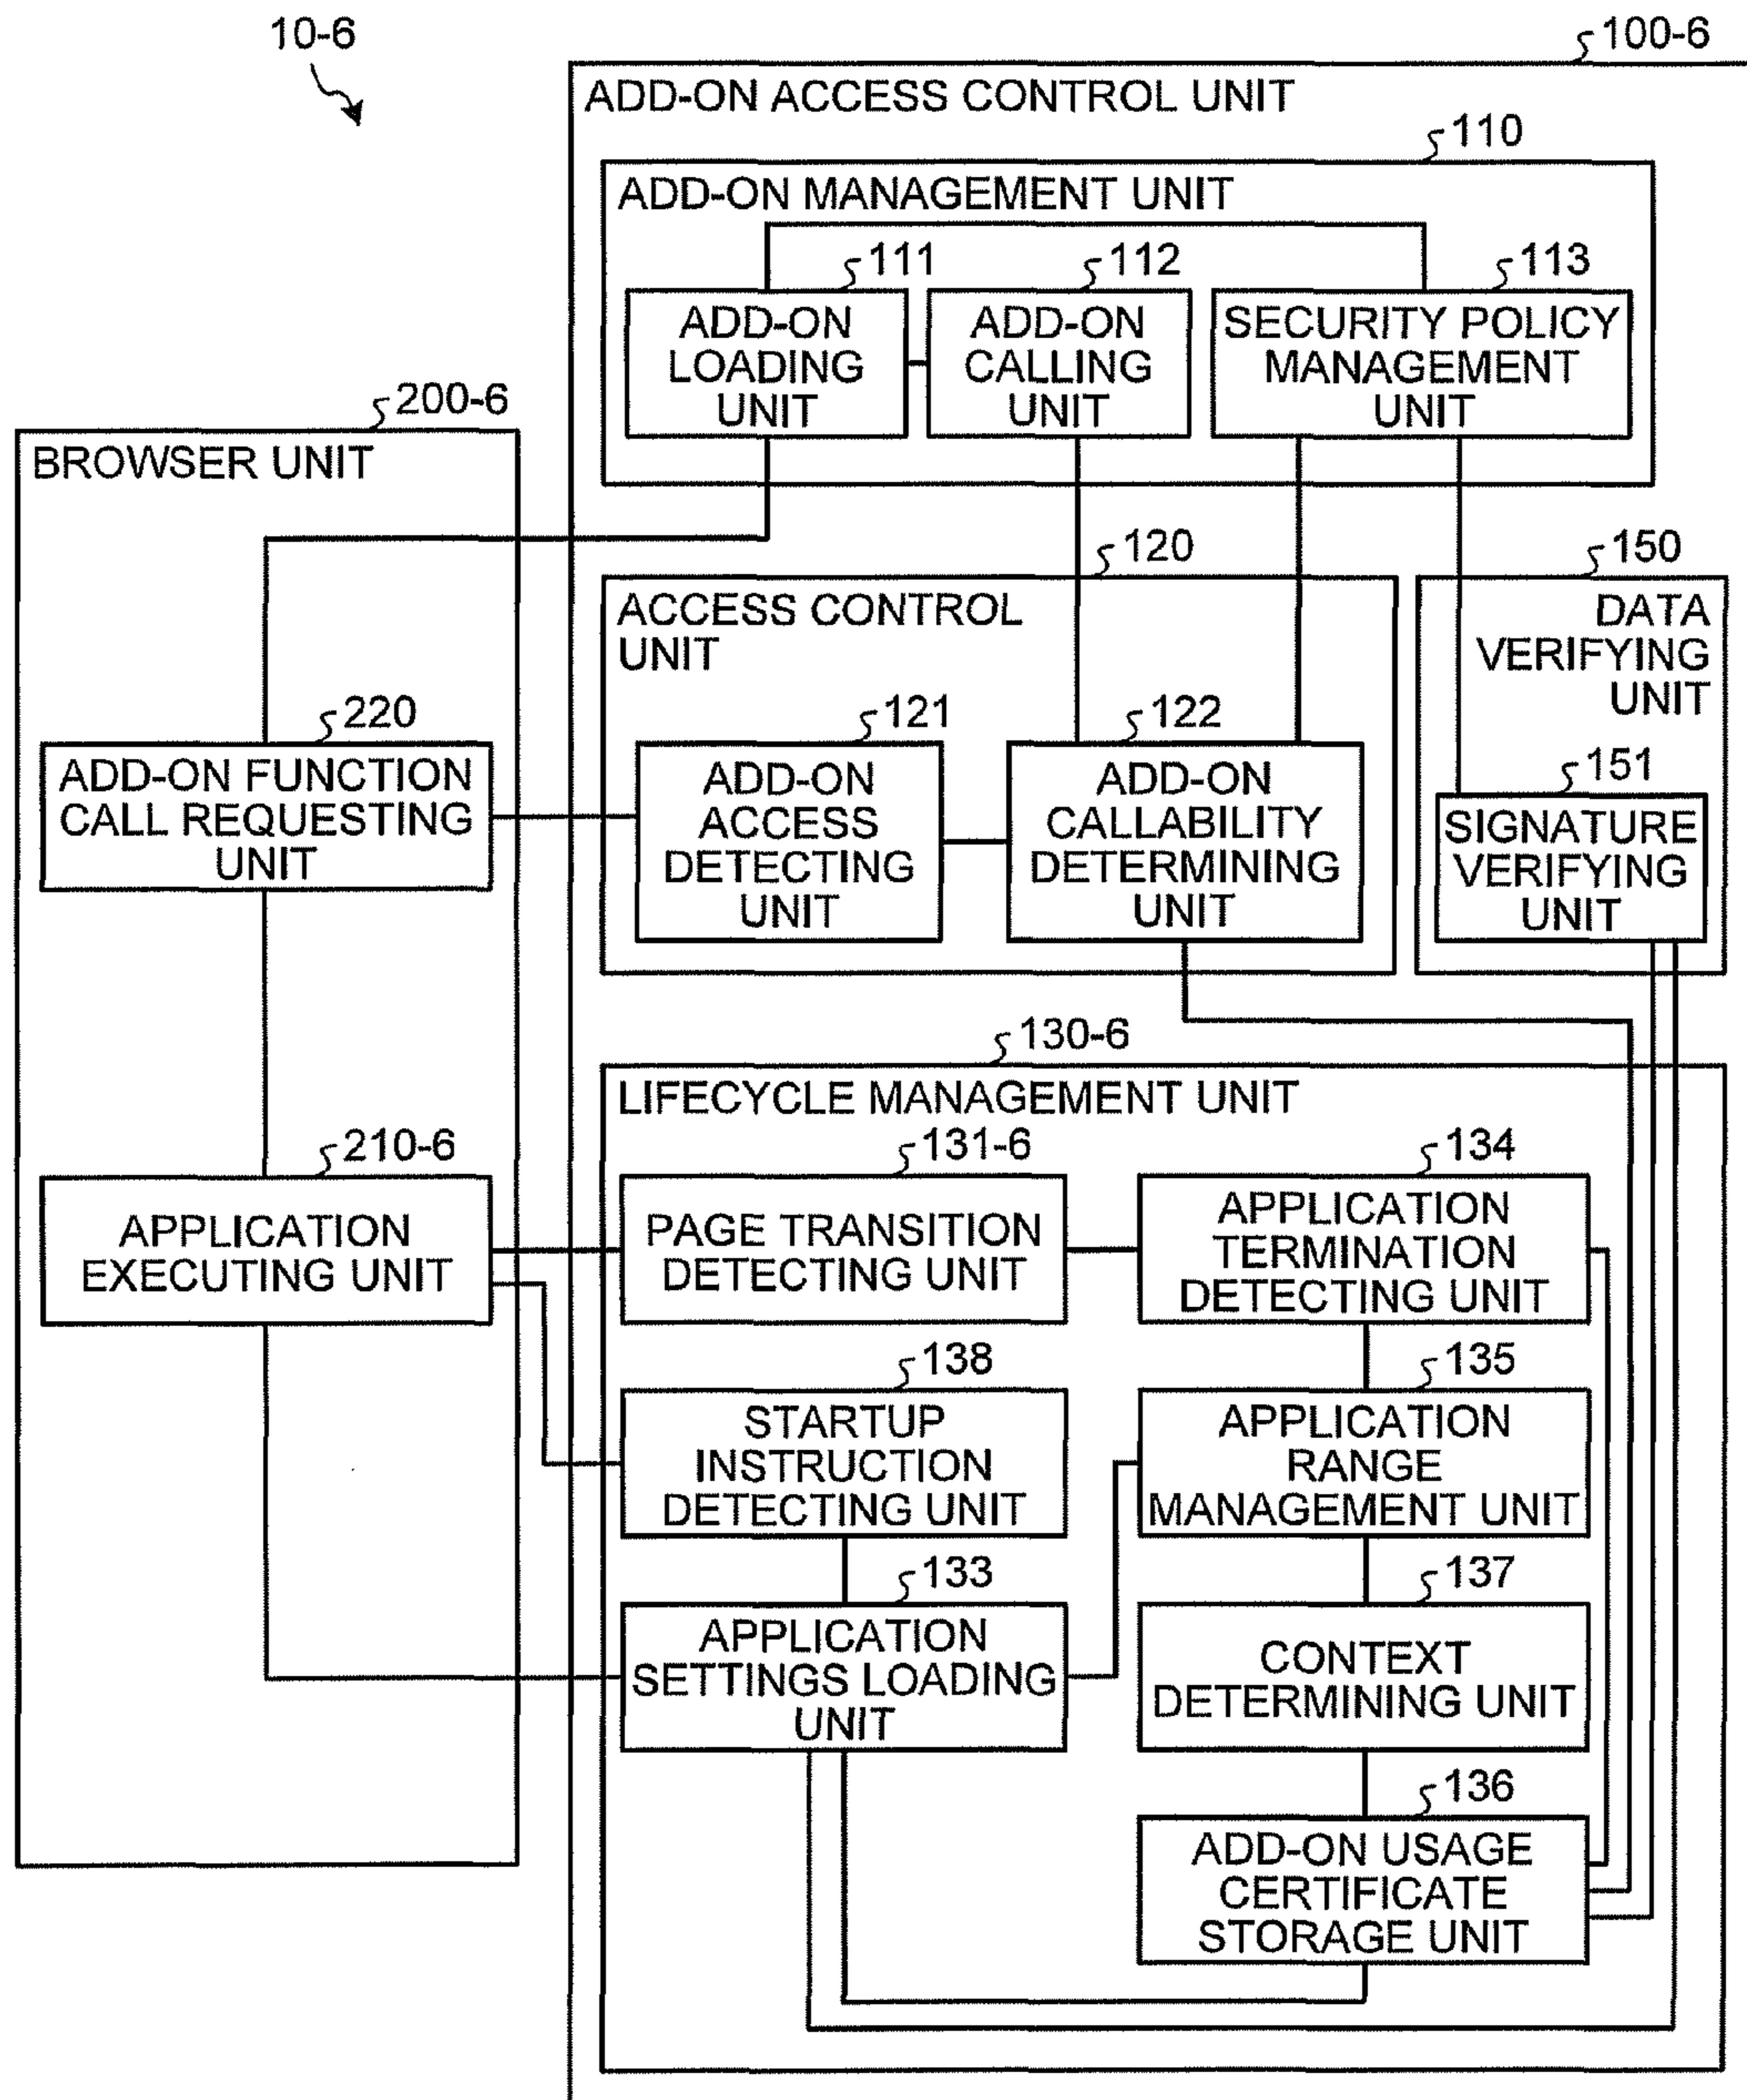 10-6
100-6
ADD-ON ACCESS CONTROL UNIT
110
ADD-ON MANAGEMENT UNIT
111
ADD-ON
LOADING
UNIT
112
ADD-ON
CALLING
UNIT
113
SECURITY POLICY
MANAGEMENT
UNIT
200-6
BROWSER UNIT
120
ACCESS CONTROL
UNIT
150
DATA
VERIFYING
UNIT
220
ADD-ON FUNCTION
CALL REQUESTING
UNIT
121
ADD-ON
ACCESS
DETECTING
UNIT
122
ADD-ON
CALLABILITY
DETERMINING
UNIT
151
SIGNATURE
VERIFYING
UNIT
130-6
LIFECYCLE MANAGEMENT UNIT
210-6
APPLICATION
EXECUTING UNIT
131-6
PAGE TRANSITION
DETECTING UNIT
134
APPLICATION
TERMINATION
DETECTING UNIT
138
STARTUP
INSTRUCTION
DETECTING UNIT
135
APPLICATION
RANGE
MANAGEMENT UNIT
133
APPLICATION
SETTINGS LOADING
UNIT
137
CONTEXT
DETERMINING UNIT
136
ADD-ON USAGE
CERTIFICATE
STORAGE UNIT